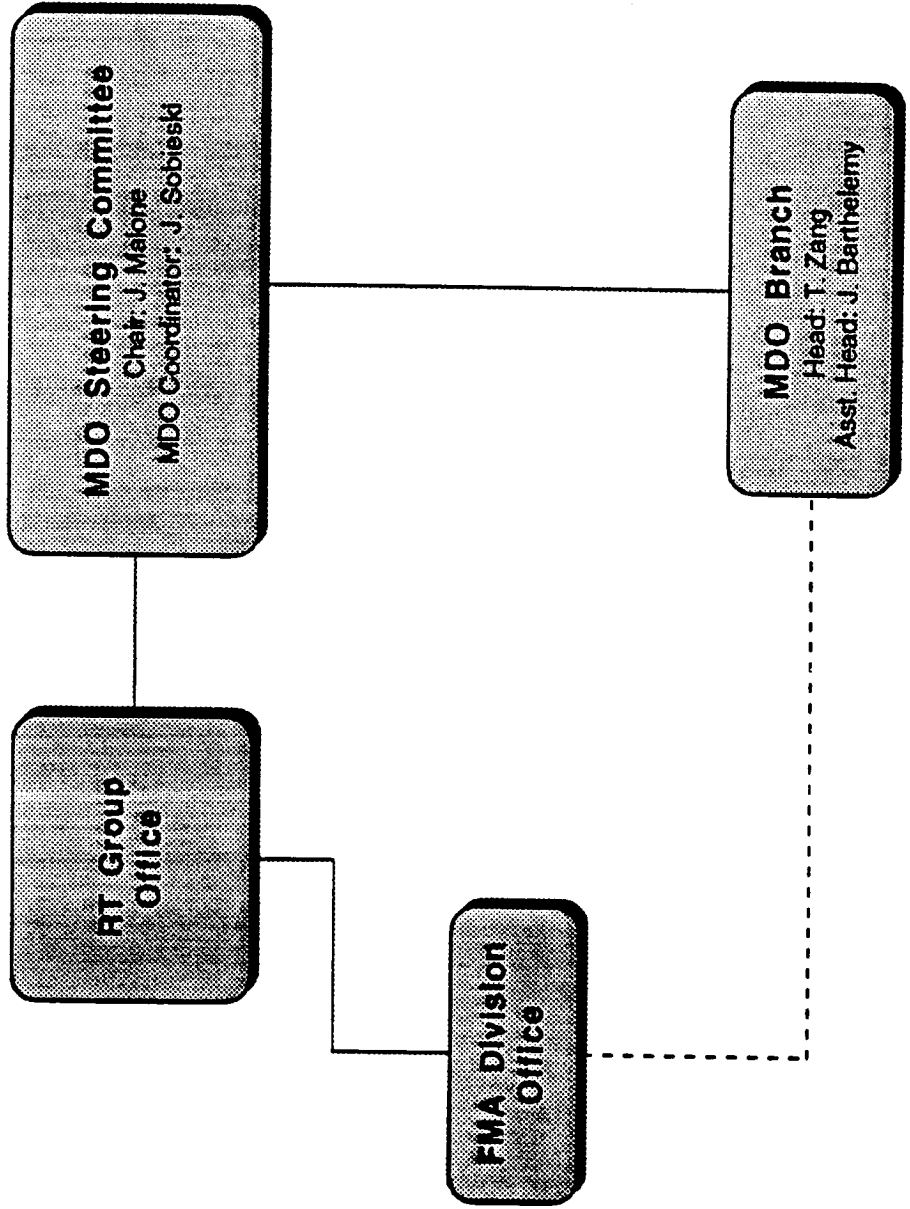 RT Group
Office
MDO Steering Committee
Chair: J. Malone
MDO Coordinator: J. Sobieski
FMA Division
Office
MDO Branch
Head: T. Zang
Asst. Head: J. Barthelemy